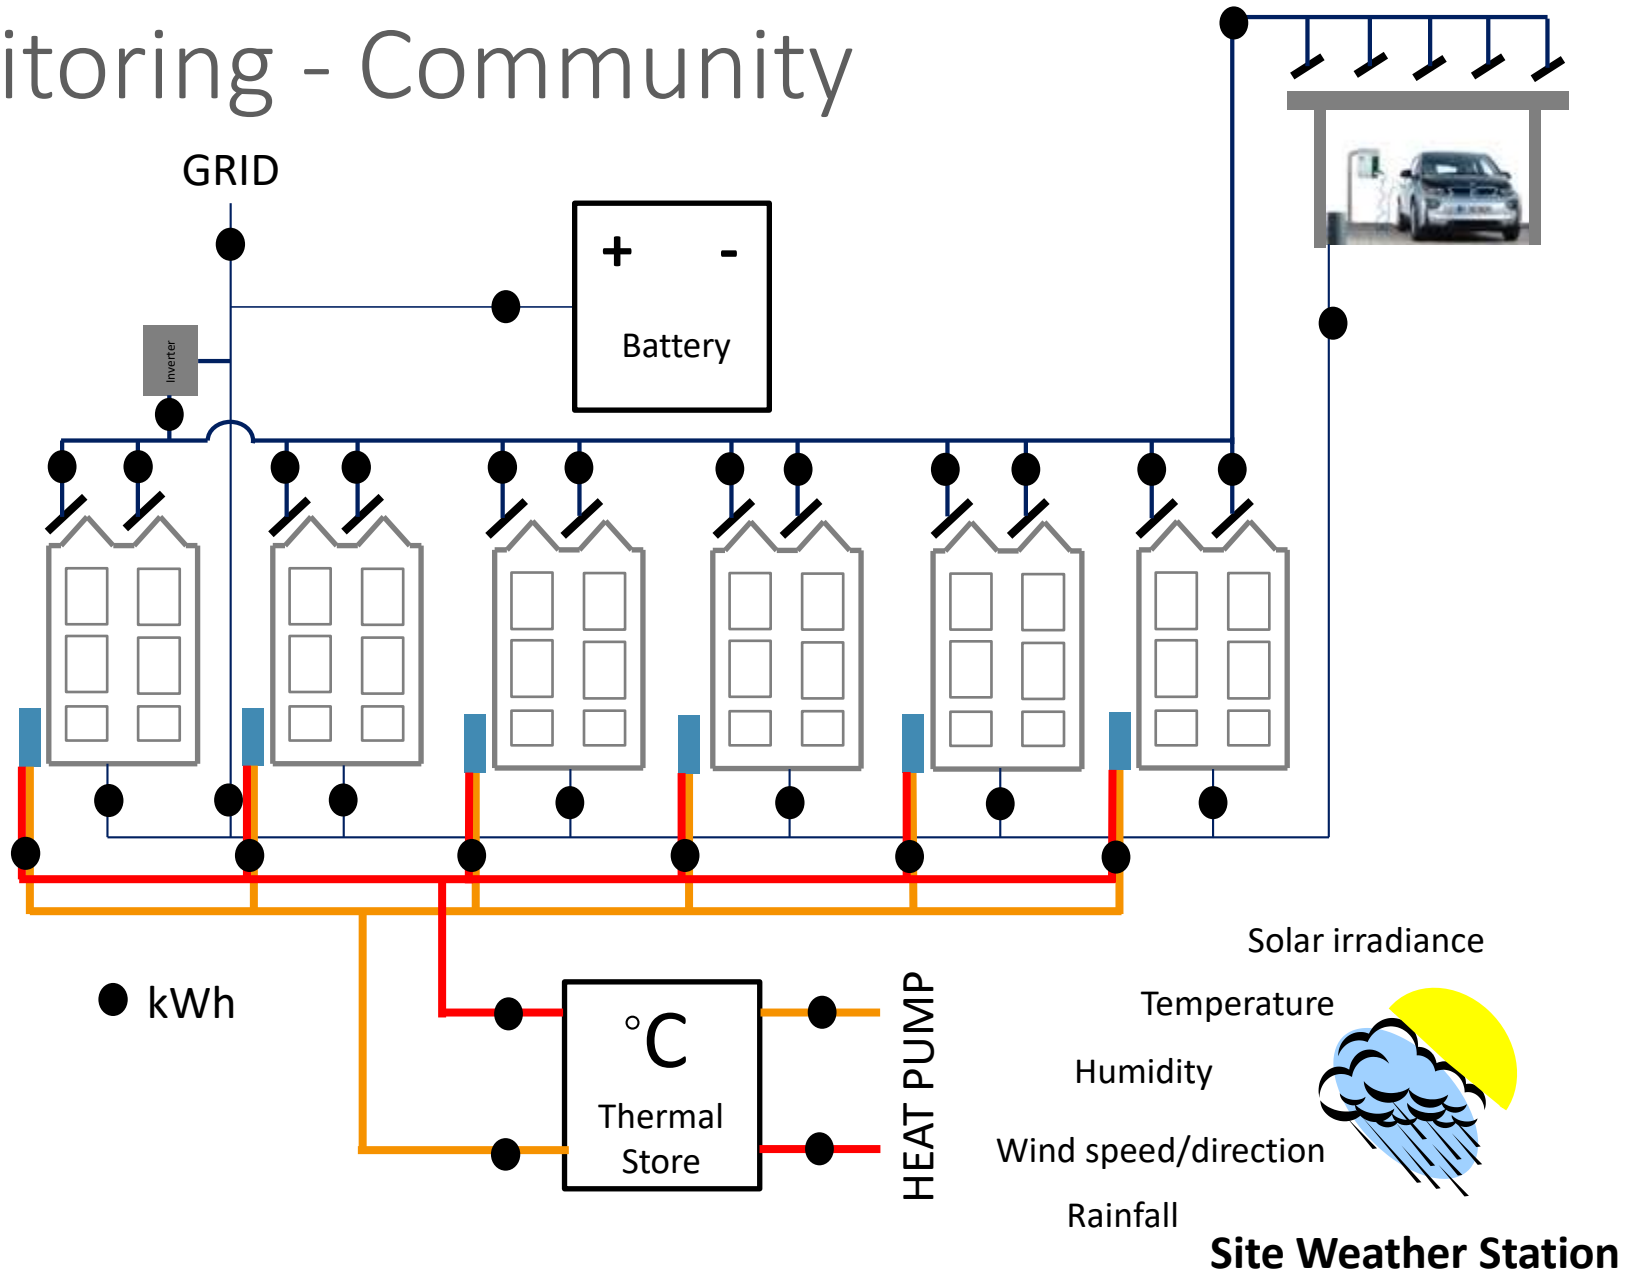 itoring - Community
GRID
+ -
Battery
Inverter
kWh
°C
Thermal
Store
HEAT PUMP
Solar irradiance
Temperature
Humidity
Wind speed/direction
Rainfall
Site Weather Station